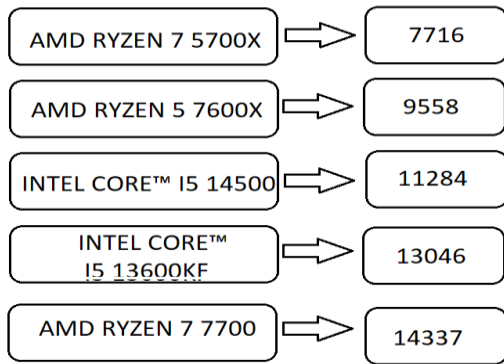 AMD RYZEN 7 5700X
7716
AMD RYZEN 5 7600X
9558
INTEL CORE™ I5 14500
11284
INTEL CORE™
I5 13600KF
13046
AMD RYZEN 7 7700
14337